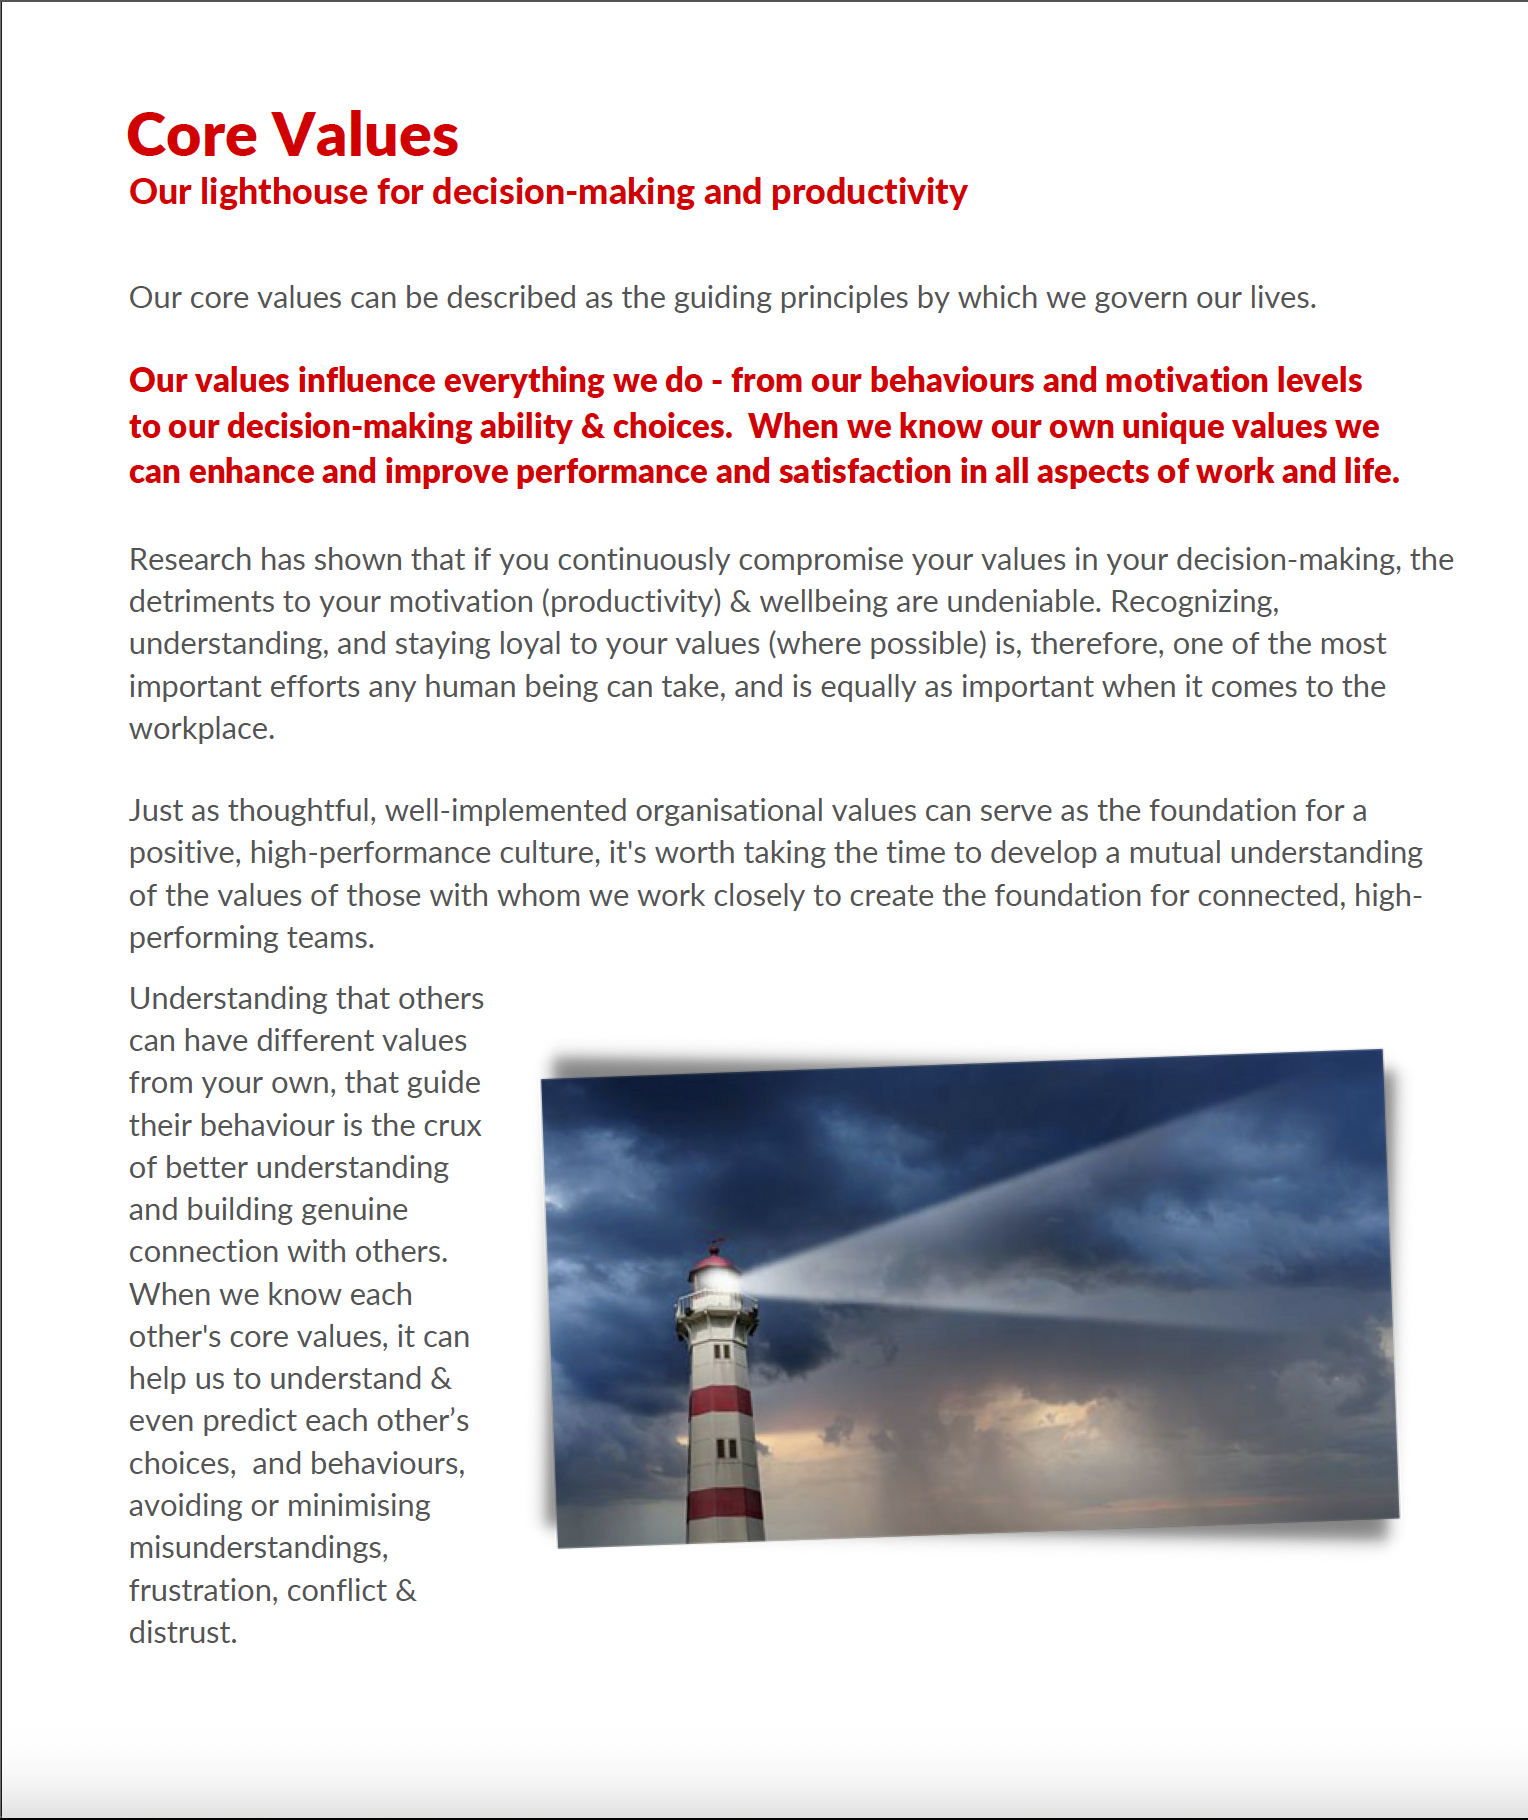 Core Values
Our lighthouse for decision-making and productivity
Our core values can be described as the guiding principles by which we govern our lives.
Our values influence everything we do - from our behaviours and motivation levels
to our decision-making ability & choices.  When we know our own unique values we
can enhance and improve performance and satisfaction in all aspects of work and life.
Research has shown that if you continuously compromise your values in your decision-making, the
detriments to your motivation (productivity) & wellbeing are undeniable. Recognizing,
understanding, and staying loyal to your values (where possible) is, therefore, one of the most
important efforts any human being can take, and is equally as important when it comes to the
workplace.
Just as thoughtful, well-implemented organisational values can serve as the foundation for a
positive, high-performance culture, it's worth taking the time to develop a mutual understanding
of the values of those with whom we work closely to create the foundation for connected, high-
performing teams.
Understanding that others
can have different values
from your own, that guide
their behaviour is the crux
of better understanding
and building genuine
connection with others.
When we know each
other's core values, it can
help us to understand &
even predict each other’s
choices,  and behaviours,
avoiding or minimising
misunderstandings,
frustration, conflict &
distrust.